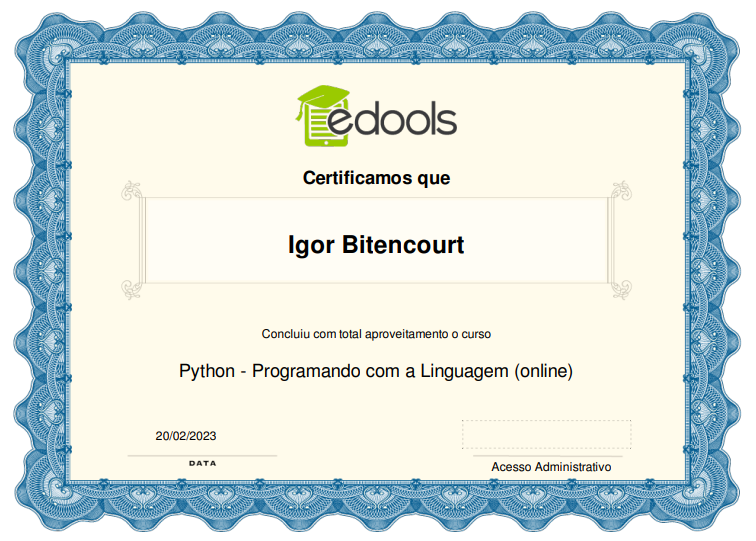 edools
Certificamos que
Igor Bitencourt
Concluiu com total aproveitamento o curso
Python - Programando com a Linguagem (online)
20/02/2023
DATA
Acesso Administrativo